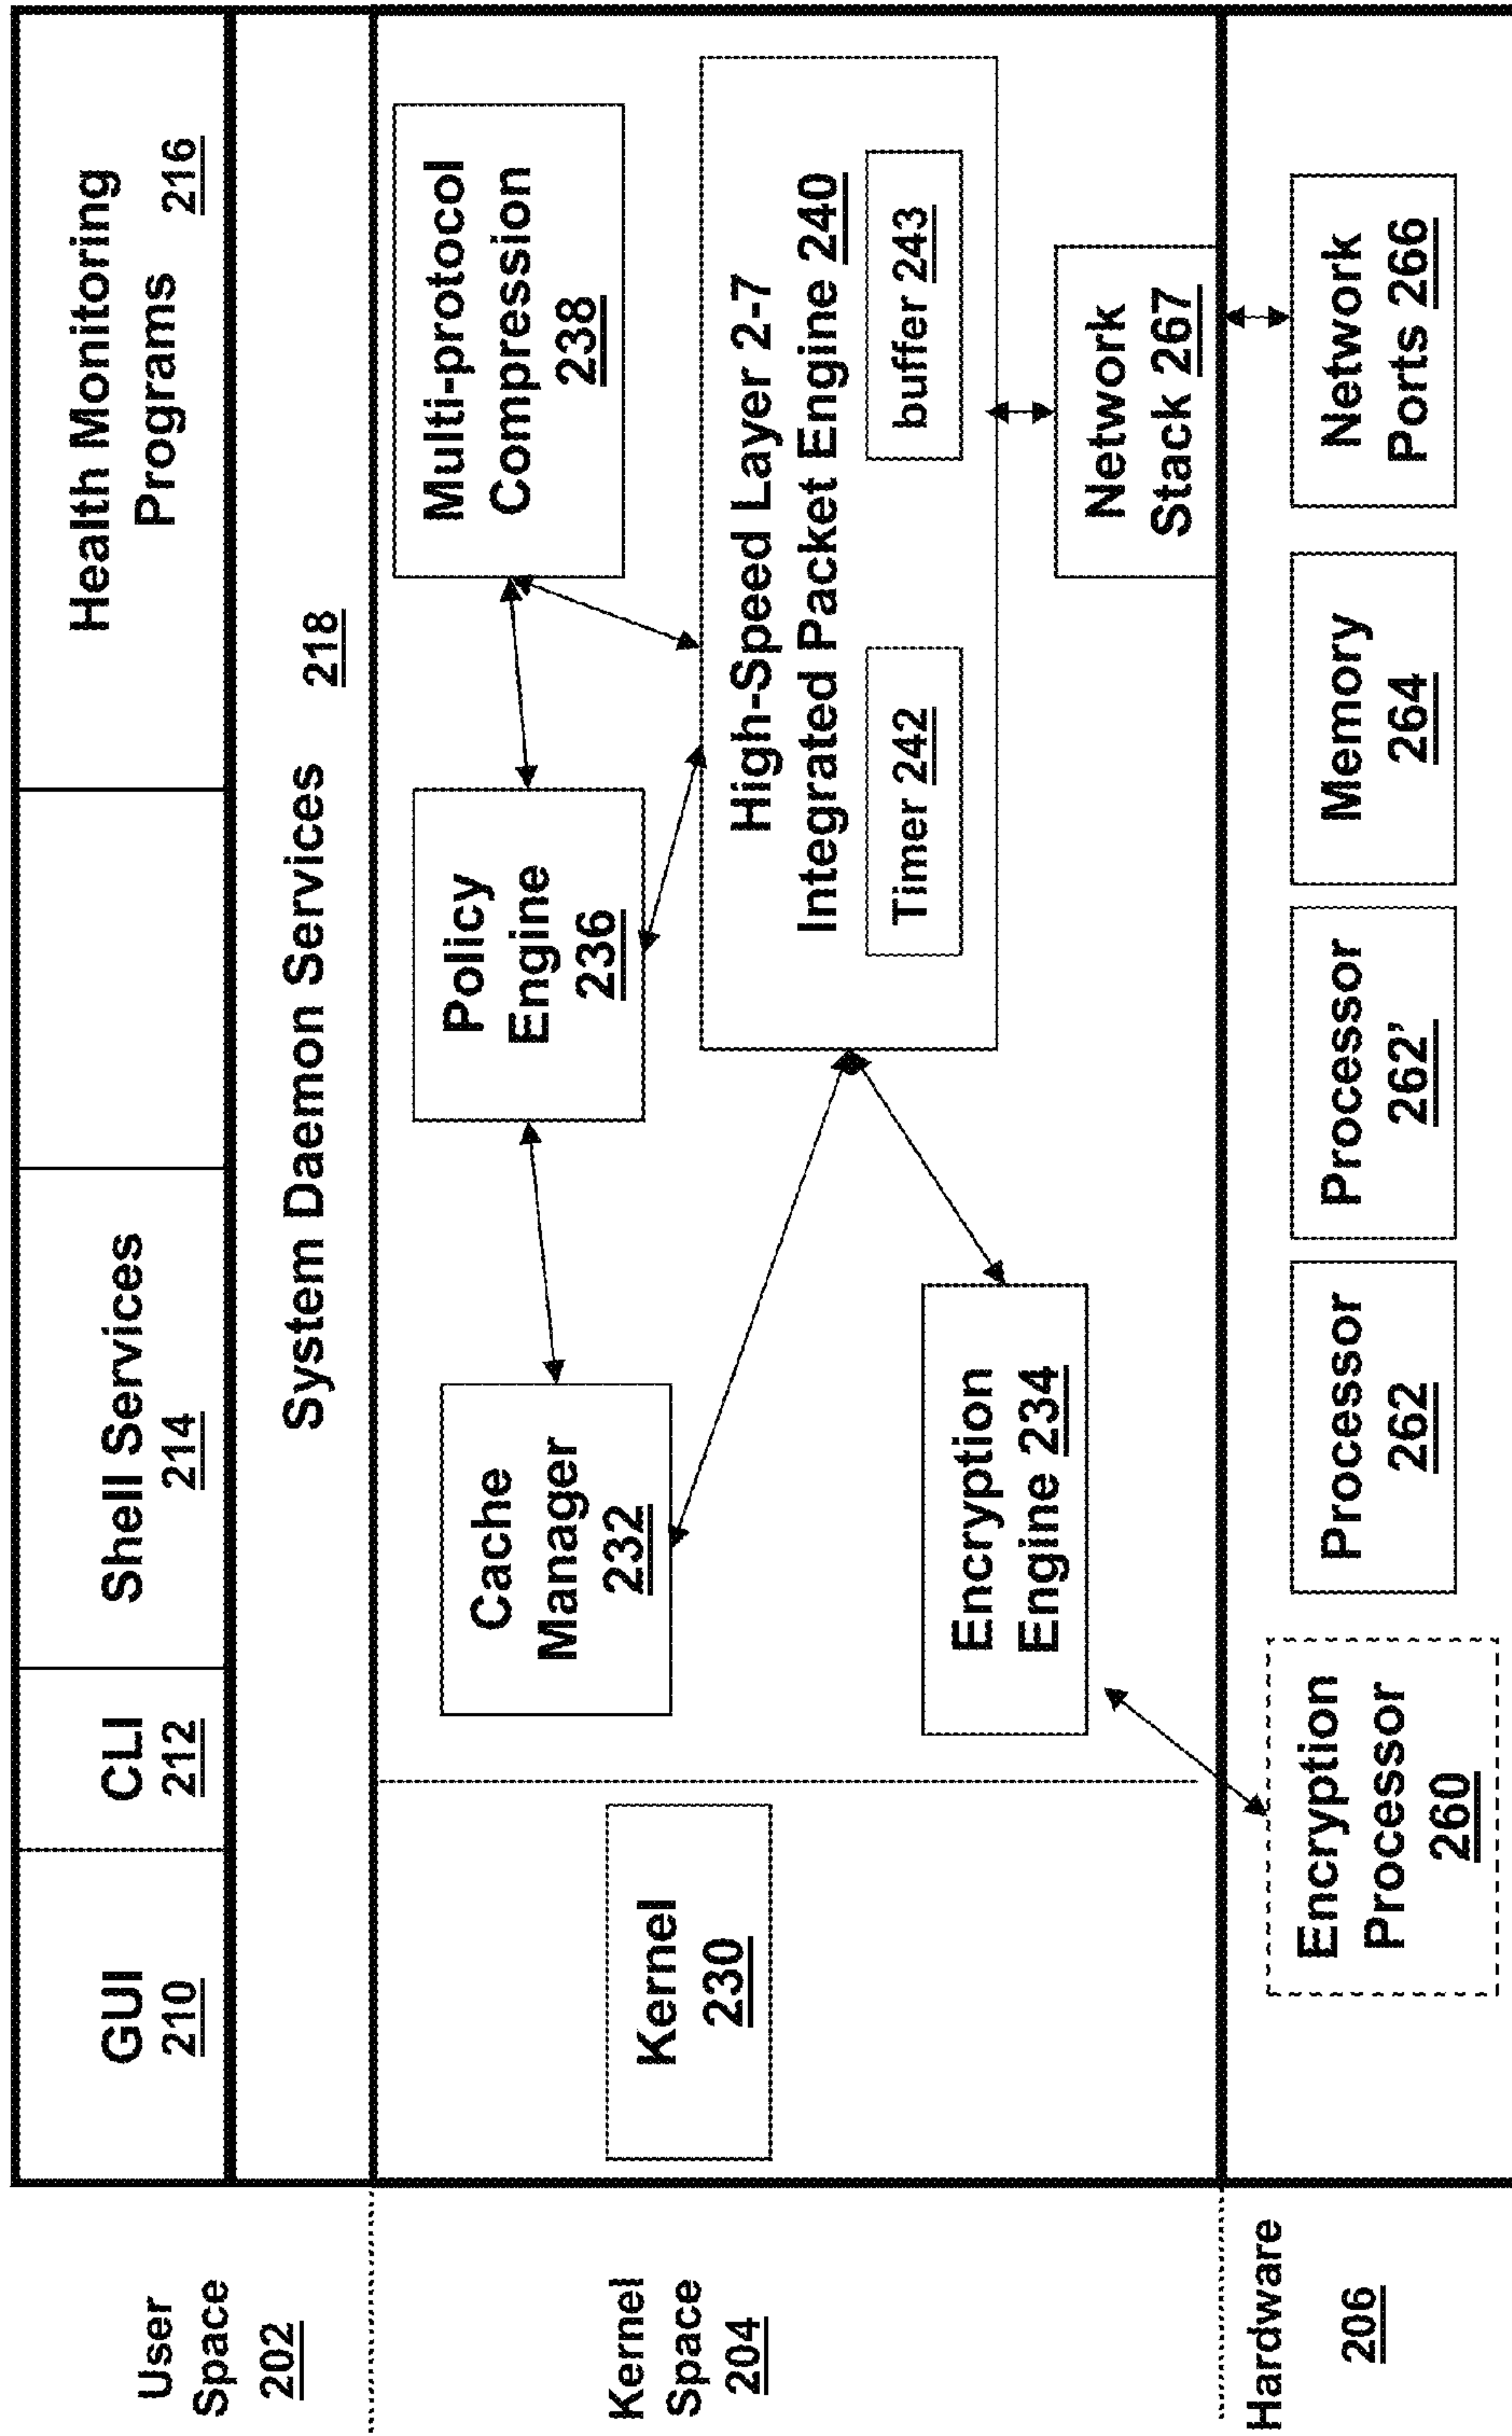 User
Space
202
GUI
210
CLI
212
Shell Services
214
Health Monitoring
Programs 216
System Daemon Services 218
Kernel
Space
204
Kernel
230
Cache
Manager
232
Policy
Engine
236
Multi-protocol
Compression
238
High-Speed Layer 2-7
Integrated Packet Engine 240
Timer 242
buffer 243
Encryption
Engine 234
Network
Stack 267
Hardware
206
Encryption
Processor
260
Processor
262
Processor
262’
Memory
264
Network
Ports 266